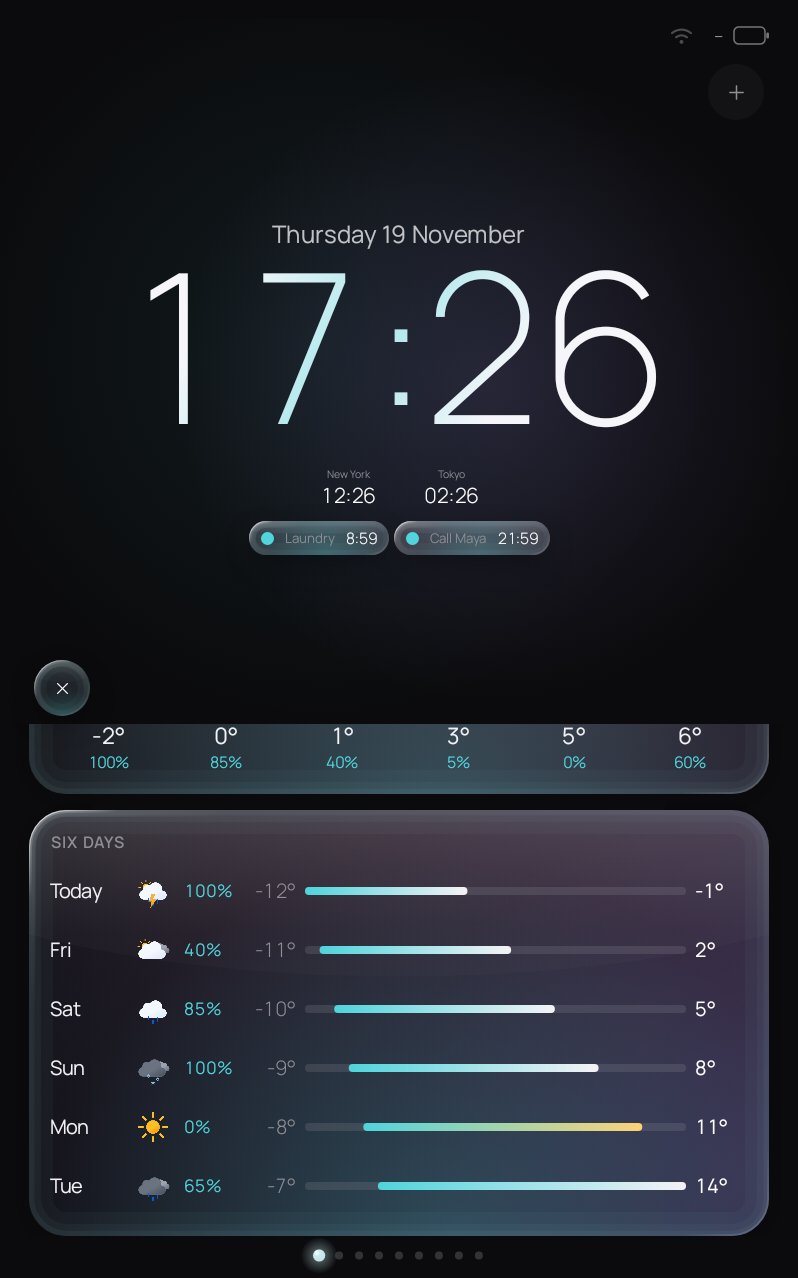 –
Thursday 19 November
17:26
New York Tokyo
12:26 02:26
Laundry 8:59 Call Maya 21:59
-2° 0° 1° 3° 5° 6°
100% 85% 40% 5% 0% 60%
SIX DAYS
Today 100% -12° -1°
Fri 40% -11° 2°
Sat 85% -10° 5°
Sun 100% -9° 8°
Mon 0% -8° 11°
Tue 65% -7° 14°